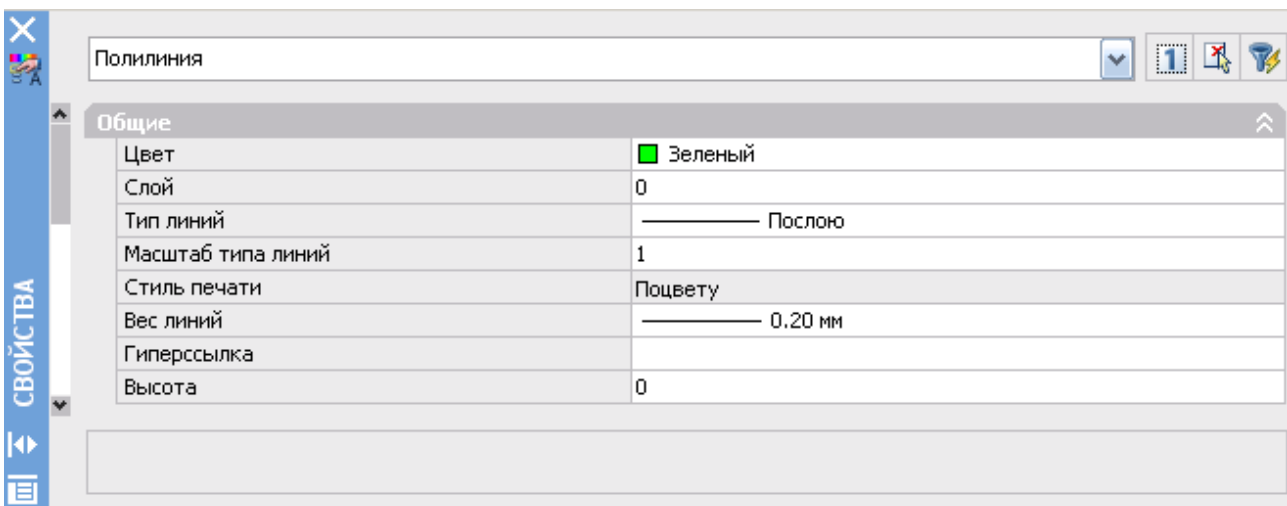 Полилиния
1
Общие
Цвет Зеленый
Слой 0
Тип линий Послою
Масштаб типа линий 1
Стиль печати Поцвету
Вес линий 0.20 мм
Гиперссылка
Высота 0
СВОЙСТВА